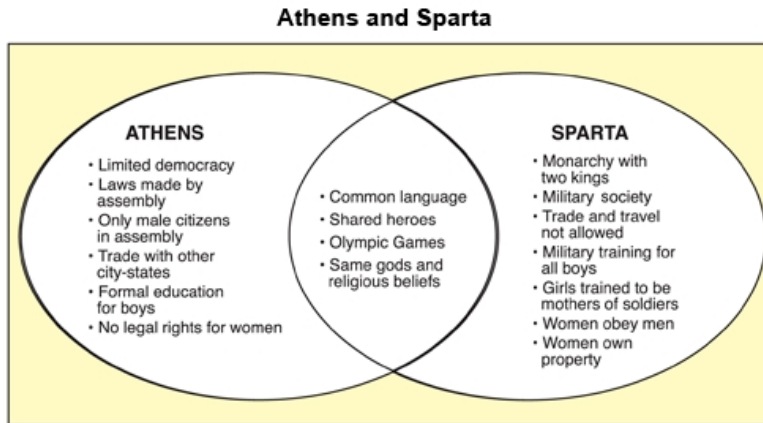 Athens and Sparta
ATHENS
• Limited democracy
• Laws made by
assembly
• Only male citizens
in assembly
• Trade with other
city-states
• Formal education
for boys
• No legal rights for women
• Common language
• Shared heroes
• Olympic Games
• Same gods and
religious beliefs
SPARTA
• Monarchy with
two kings
• Military society
• Trade and travel
not allowed
• Military training for
all boys
• Girls trained to be
mothers of soldiers
• Women obey men
• Women own
property